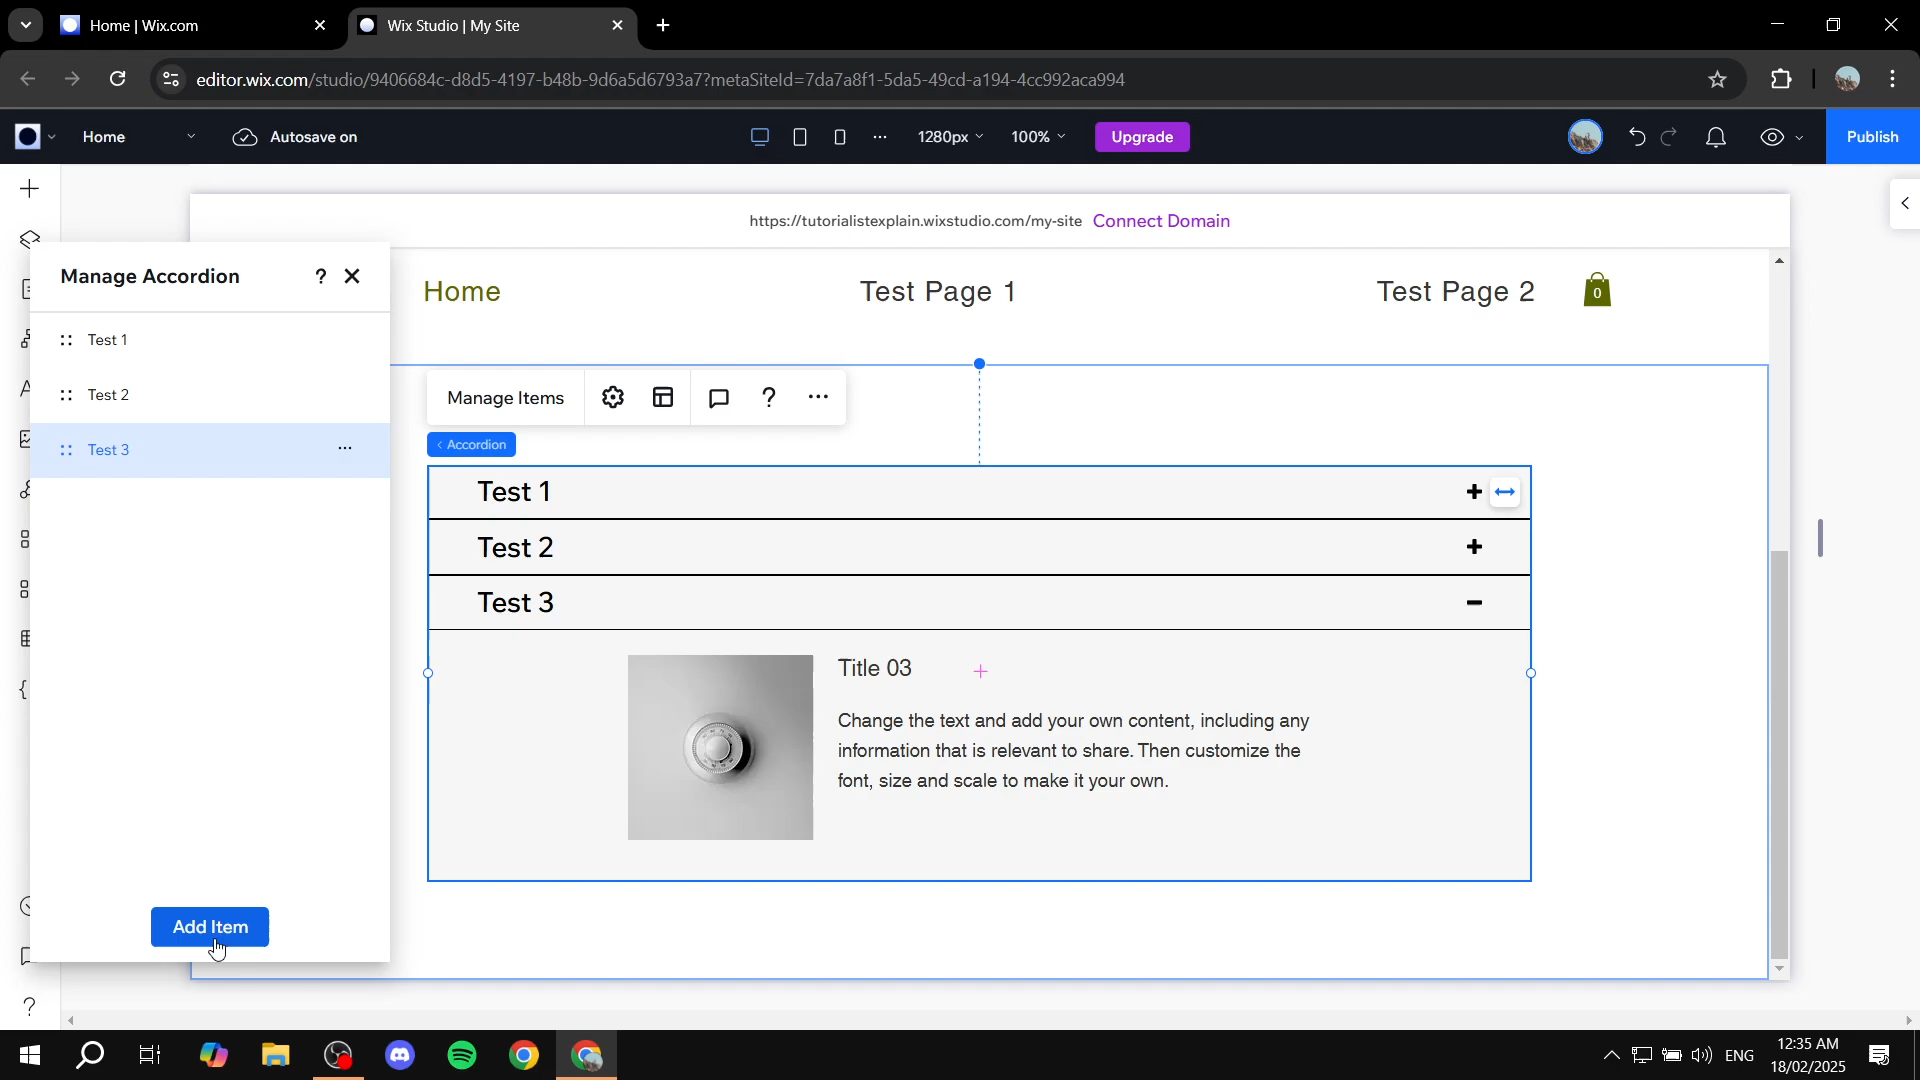 Home | Wix.com
Wix Studio | My Site
editor.wix.com/studio/9406684c-d8d5-4197-b48b-9d6a5d6793a7?metaSiteId=7da7a8f1-5da5-49cd-a194-4cc992aca994
Home
Autosave on
1280px
100%
Upgrade
Publish
https://tutorialistexplain.wixstudio.com/my-site Connect Domain
Manage Accordion
?
Home
Test Page 1
Test Page 2
0
Test 1
Test 2
Test 3
Manage Items
?
< Accordion
Test 1
Test 2
Test 3
Title 03
Change the text and add your own content, including any
information that is relevant to share. Then customize the
font, size and scale to make it your own.
Add Item
?
ENG
12:35 AM
18/02/2025